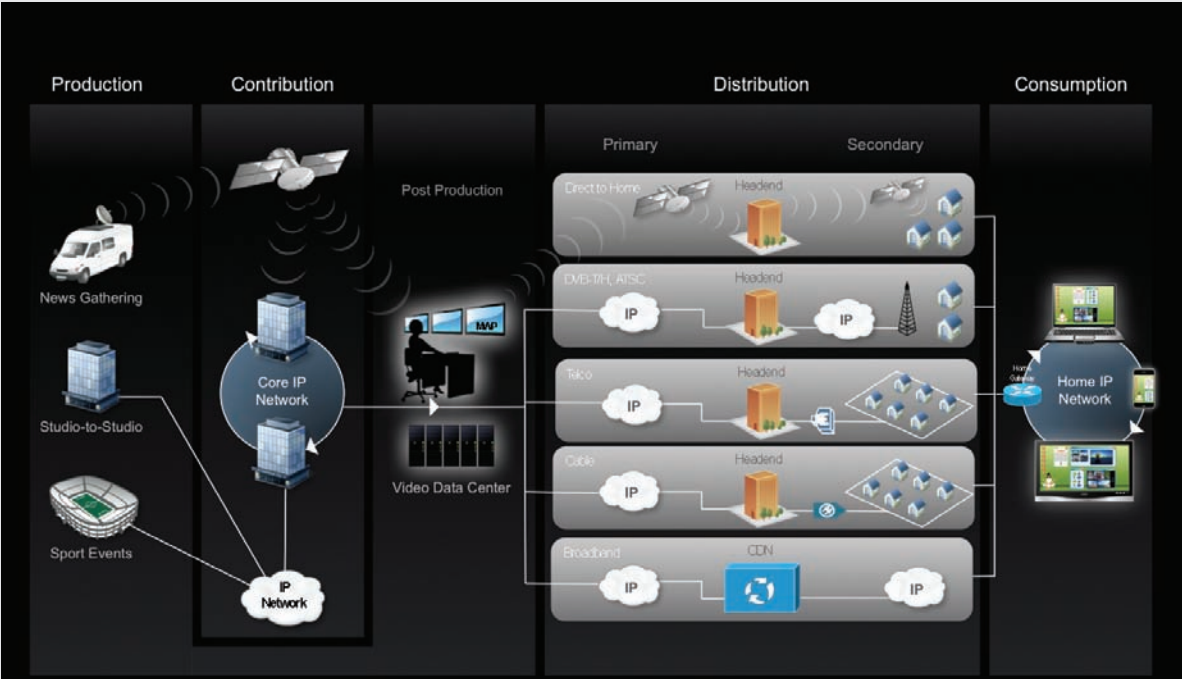 Production
Contribution
Distribution
Consumption
Primary
Secondary
Post Production
News Gathering
Studio-to-Studio
Sport Events
Core IP
Network
IP
Network
MAP
Video Data Center
Direct to Home
Headend
DVB-T/H, ATSC
Headend
IP
IP
Telco
Headend
IP
Cable
Headend
IP
Broadband
CDN
IP
IP
Home
Gateway
Home IP
Network